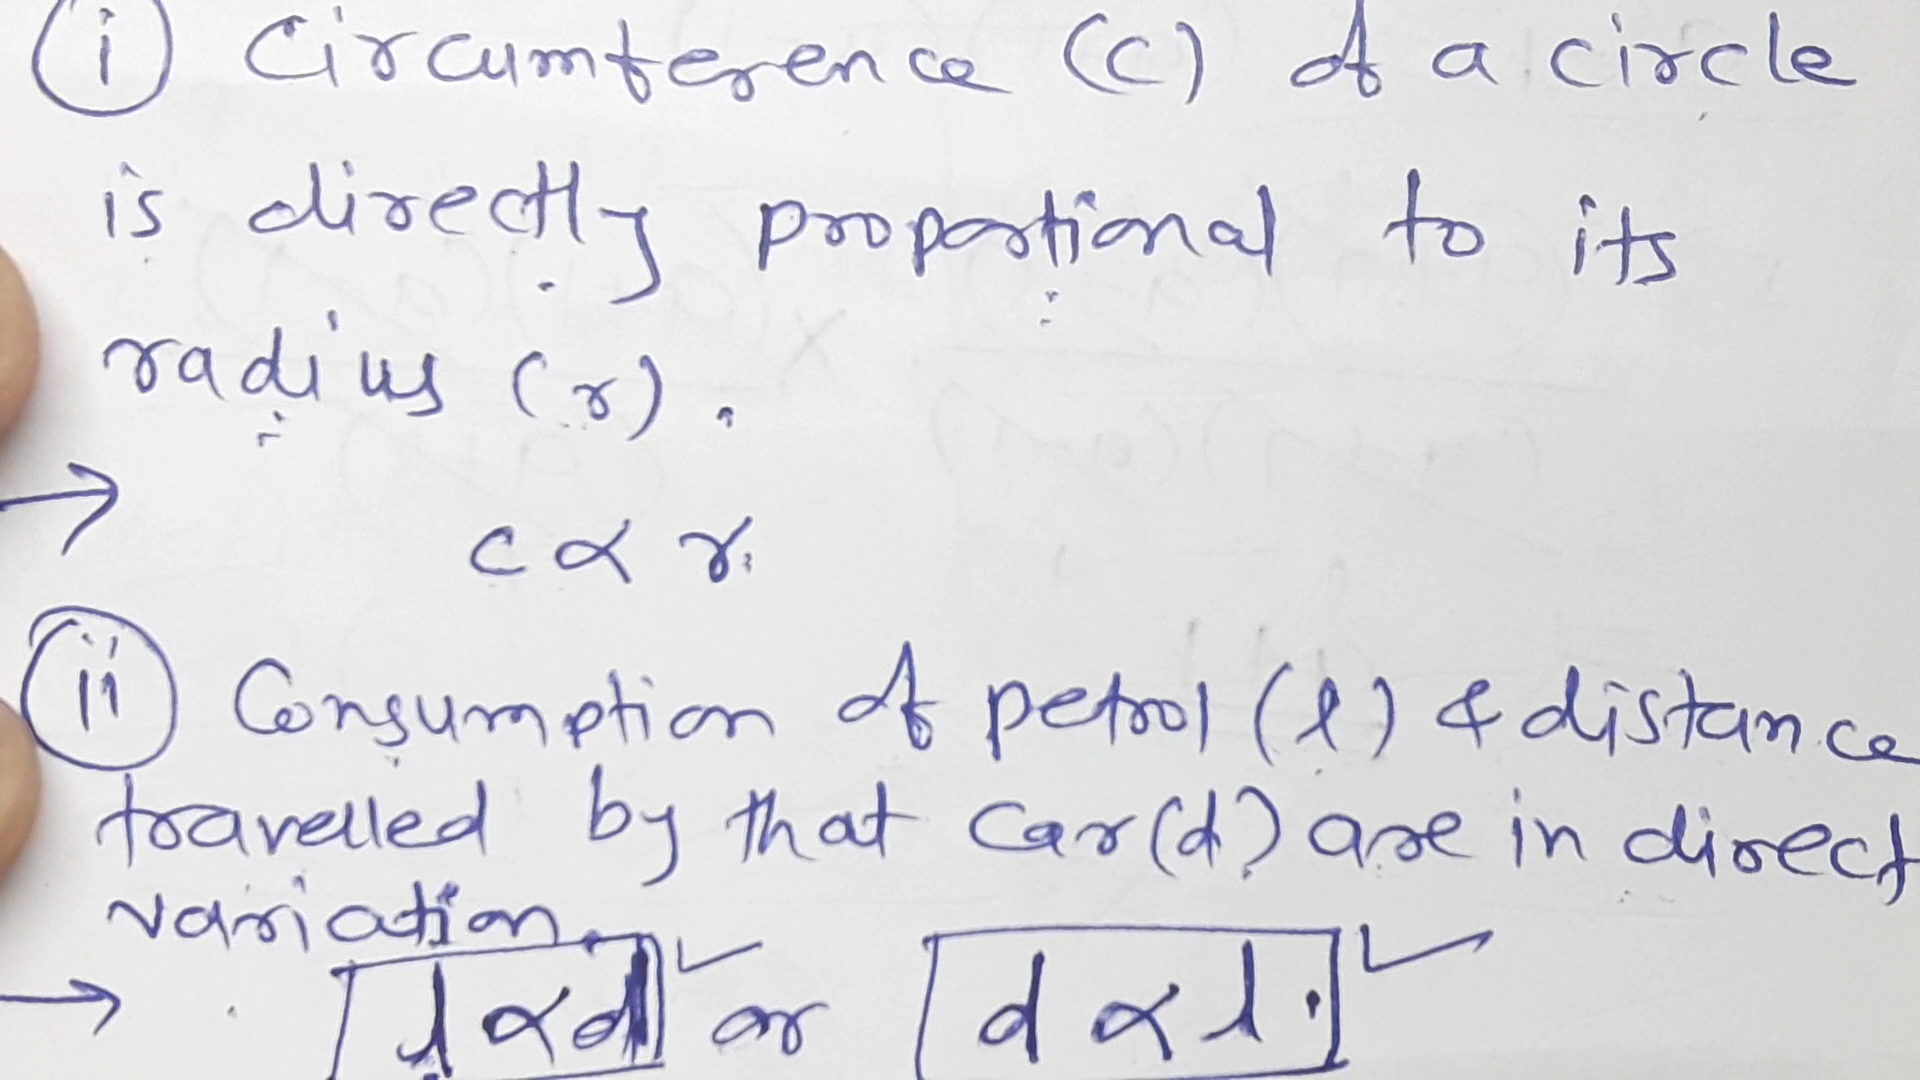 (i) Circumference (C) of a circle
is directly proportional to its
radius (r).
→
c ∝ r.
(ii) Consumption of petrol (l) & distance
travelled by that car(d) are in direct
variation.
→ l ∝ d ✓ or d ∝ l. ✓